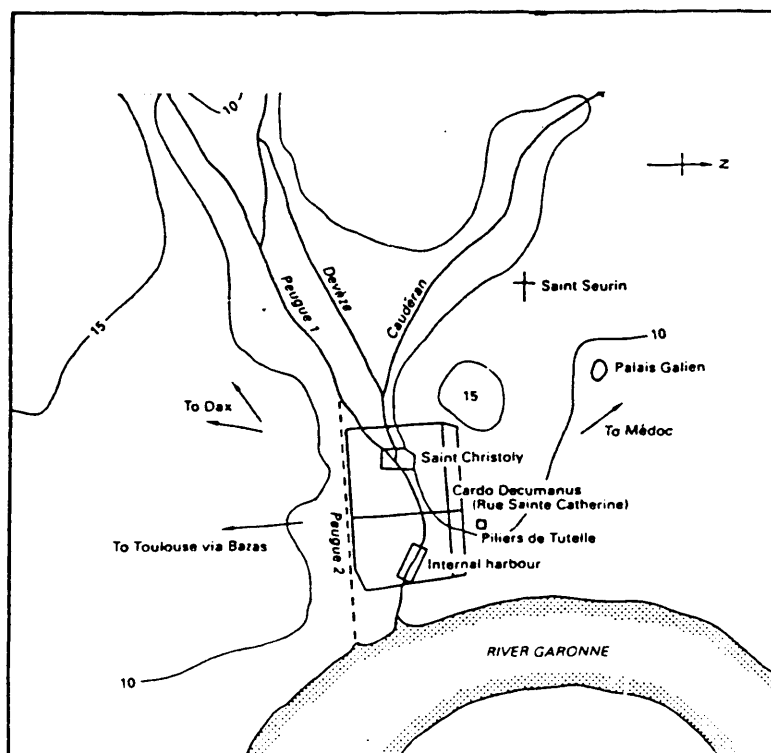 10
N
Devèze
Peugue 1
Caudéran
Saint Seurin
15
10
Palais Galien
15
To Dax
To Médoc
Saint Christoly
Cardo Decumanus
(Rue Sainte Catherine)
Piliers de Tutelle
Peugue 2
To Toulouse via Bazas
Internal harbour
RIVER GARONNE
10